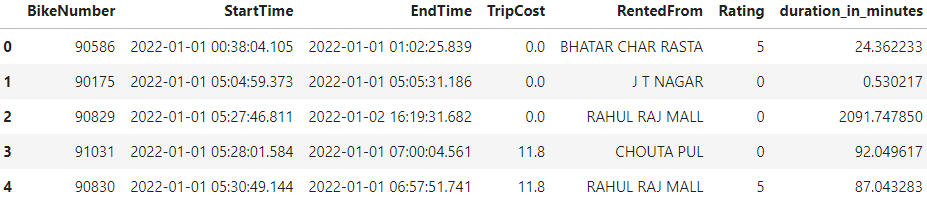 BikeNumber StartTime EndTime TripCost RentedFrom Rating duration_in_minutes
0 90586 2022-01-01 00:38:04.105 2022-01-01 01:02:25.839 0.0 BHATAR CHAR RASTA 5 24.362233
1 90175 2022-01-01 05:04:59.373 2022-01-01 05:05:31.186 0.0 J T NAGAR 0 0.530217
2 90829 2022-01-01 05:27:46.811 2022-01-02 16:19:31.682 0.0 RAHUL RAJ MALL 0 2091.747850
3 91031 2022-01-01 05:28:01.584 2022-01-01 07:00:04.561 11.8 CHOUTA PUL 0 92.049617
4 90830 2022-01-01 05:30:49.144 2022-01-01 06:57:51.741 11.8 RAHUL RAJ MALL 5 87.043283